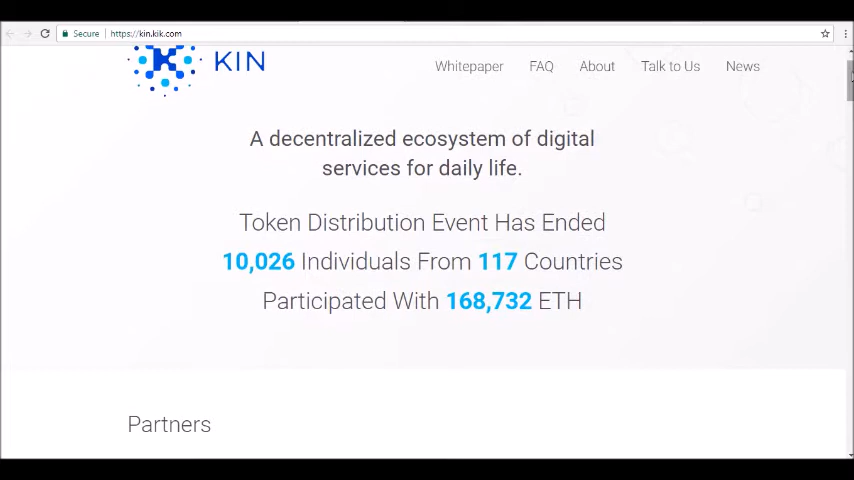 Secure https://kin.kik.com
KIN
Whitepaper FAQ About Talk to Us News
A decentralized ecosystem of digital
services for daily life.
Token Distribution Event Has Ended
10,026 Individuals From 117 Countries
Participated With 168,732 ETH
Partners